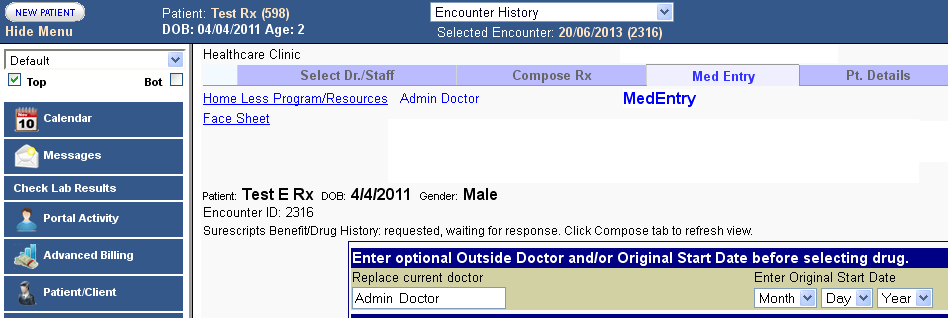 NEW PATIENT
Hide Menu
Patient: Test Rx (598)
DOB: 04/04/2011 Age: 2
Encounter History
Selected Encounter: 20/06/2013 (2316)
Default
Top Bot
Calendar
Messages
Check Lab Results
Portal Activity
Advanced Billing
Patient/Client
Healthcare Clinic
Select Dr./Staff Compose Rx Med Entry Pt. Details
Home Less Program/Resources Admin Doctor MedEntry
Face Sheet
Patient: Test E Rx DOB: 4/4/2011 Gender: Male
Encounter ID: 2316
Surescripts Benefit/Drug History: requested, waiting for response. Click Compose tab to refresh view.
Enter optional Outside Doctor and/or Original Start Date before selecting drug.
Replace current doctor Enter Original Start Date
Admin Doctor Month Day Year